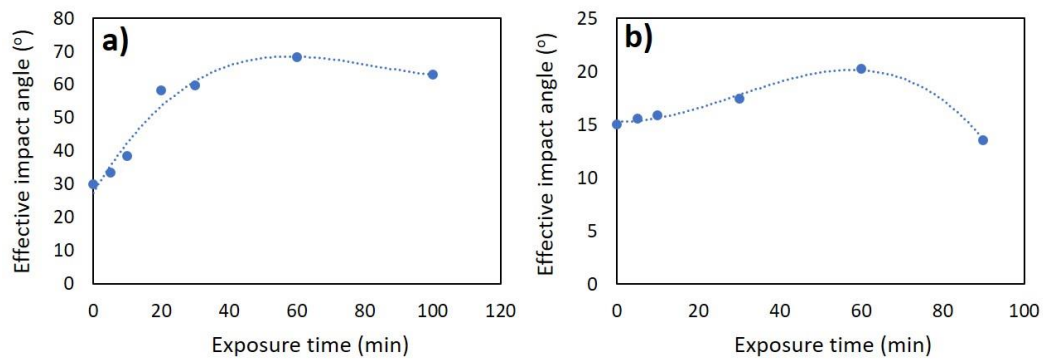 a)
Effective impact angle (º)
80
70
60
50
40
30
20
10
0
0 20 40 60 80 100 120
Exposure time (min)
b)
Effective impact angle (º)
25
20
15
10
5
0
0 20 40 60 80 100
Exposure time (min)